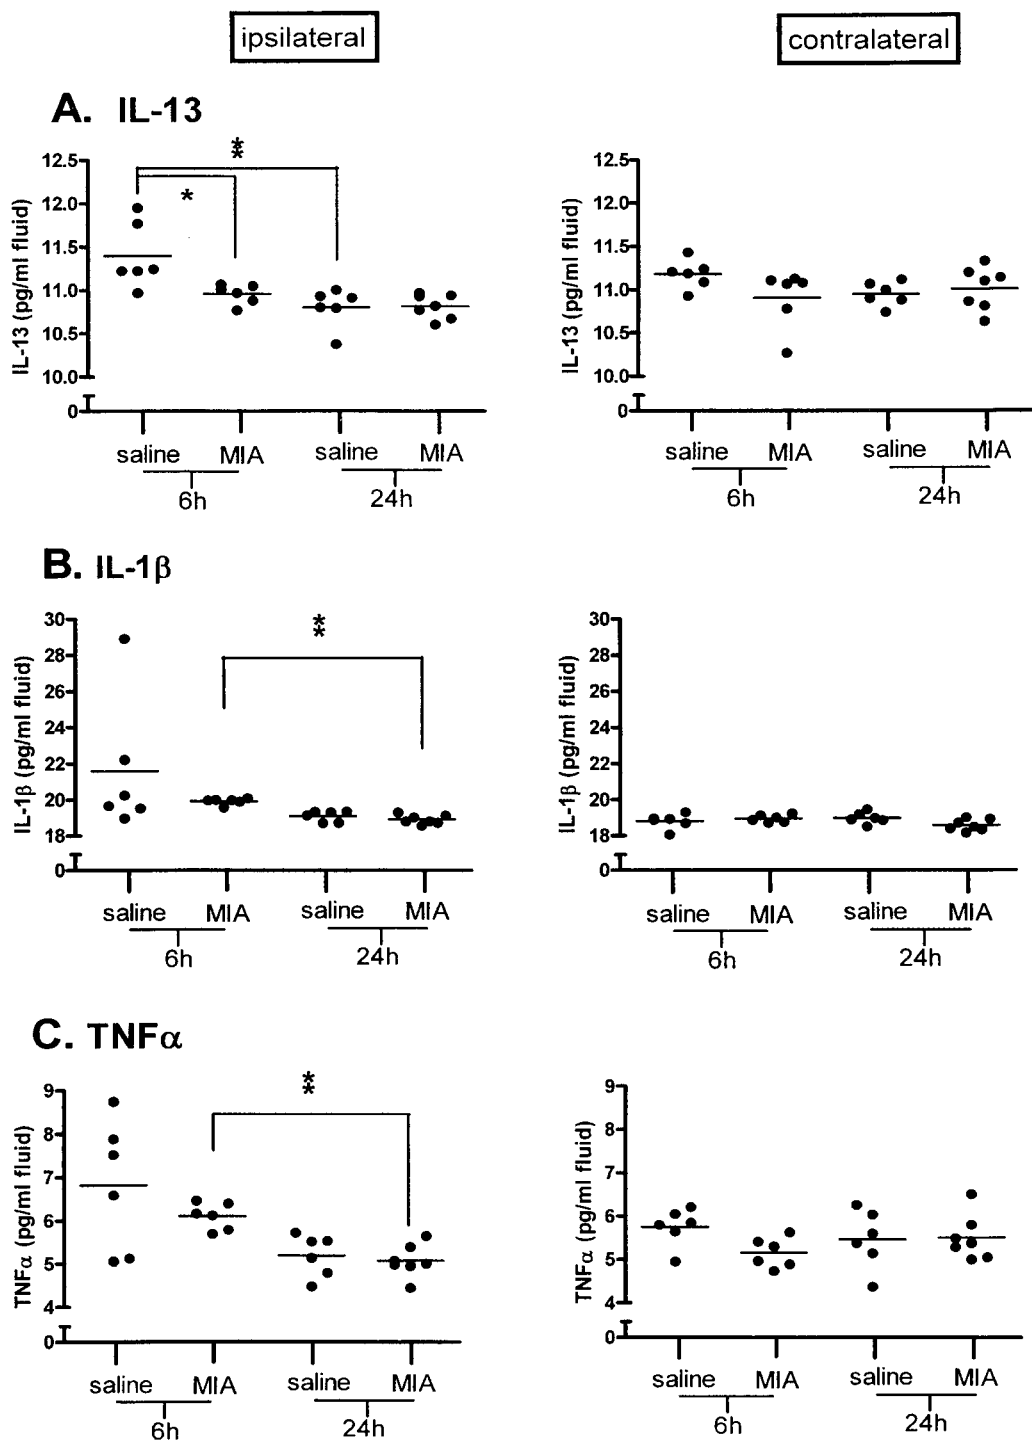 ipsilateral
contralateral
A. IL-13
**
*
12.5
12.0
11.5
11.0
10.5
10.0
0
IL-13 (pg/ml fluid)
saline MIA saline MIA
6h 24h
12.5
12.0
11.5
11.0
10.5
10.0
0
IL-13 (pg/ml fluid)
saline MIA saline MIA
6h 24h
B. IL-1β
**
30
28
26
24
22
20
18
0
IL-1β (pg/ml fluid)
saline MIA saline MIA
6h 24h
30
28
26
24
22
20
18
0
IL-1β (pg/ml fluid)
saline MIA saline MIA
6h 24h
C. TNFα
**
9
8
7
6
5
4
0
TNFα (pg/ml fluid)
saline MIA saline MIA
6h 24h
9
8
7
6
5
4
0
TNFα (pg/ml fluid)
saline MIA saline MIA
6h 24h